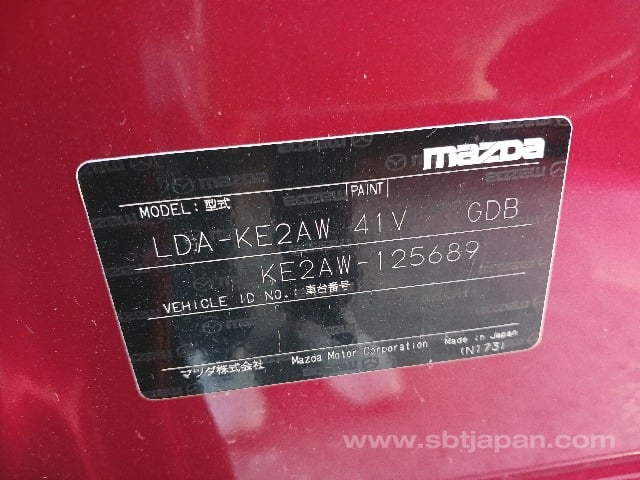 mazda
MODEL: 型式 PAINT
LDA-KE2AW 41V GDB
KE2AW-125689
VEHICLE ID NO.: 車台番号
マツダ株式会社 Mazda Motor Corporation Made in Japan
(N173)
www.sbtjapan.com